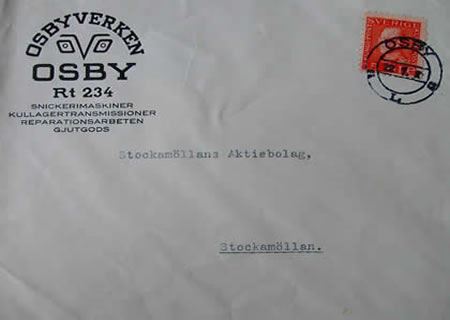 OSBYVERKEN
OSBY
Rt 234
SNICKERIMASKINER
KULLAGERTRANSMISSIONER
REPARATIONSARBETEN
GJUTGODS
SVERIGE
OSBY
Stockamöllans Aktiebolag,
Stockamöllan.